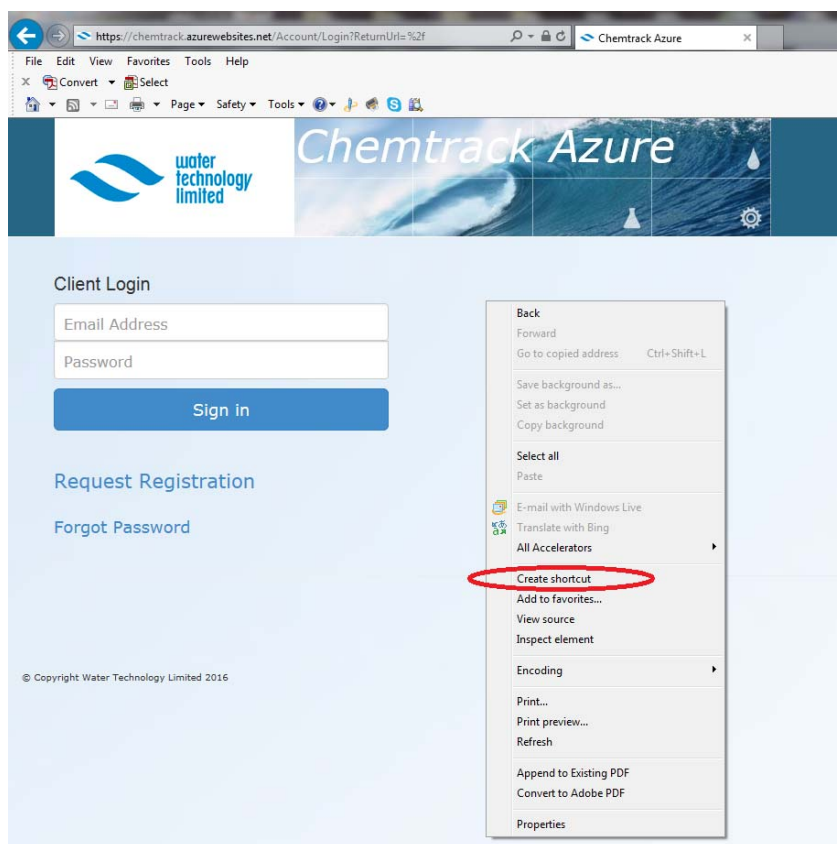 https://chemtrack.azurewebsites.net/Account/Login?ReturnUrl=%2f
Chemtrack Azure
File Edit View Favorites Tools Help
Convert Select
Page Safety Tools
water
technology
limited
Chemtrack Azure
Client Login
Email Address
Password
Sign in
Request Registration
Forgot Password
© Copyright Water Technology Limited 2016
Back
Forward
Go to copied address Ctrl+Shift+L
Save background as...
Set as background
Copy background
Select all
Paste
E-mail with Windows Live
Translate with Bing
All Accelerators
Create shortcut
Add to favorites...
View source
Inspect element
Encoding
Print...
Print preview...
Refresh
Append to Existing PDF
Convert to Adobe PDF
Properties